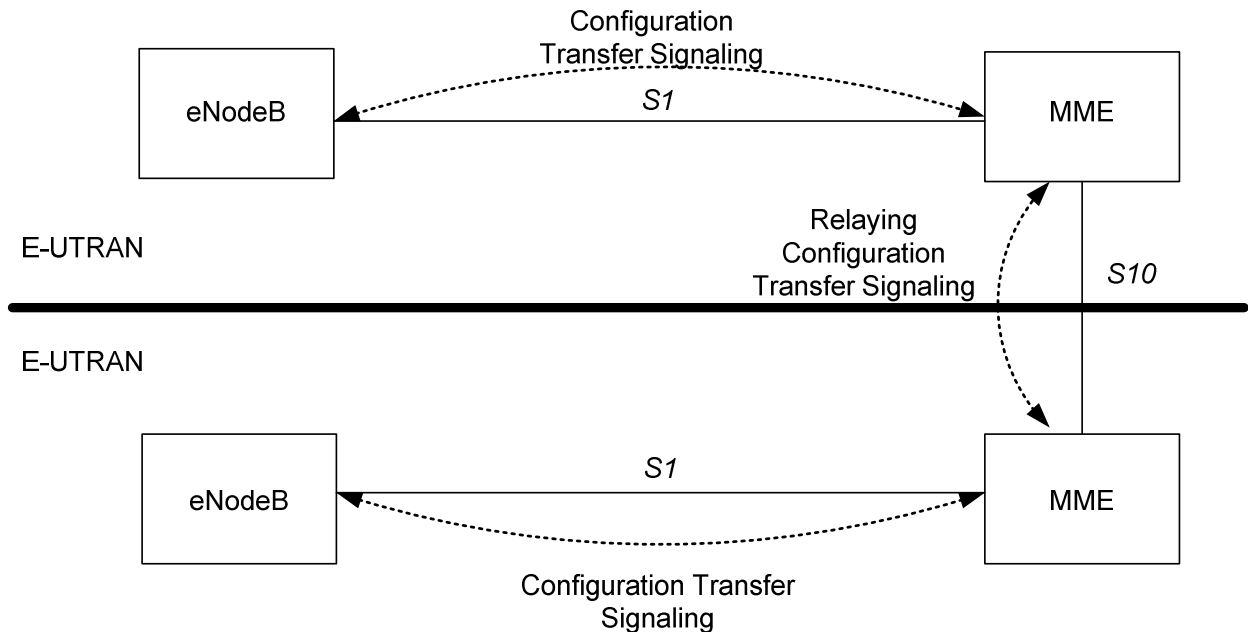 Configuration
Transfer Signaling
eNodeB
S1
MME
Relaying
Configuration
Transfer Signaling
E-UTRAN
S10
E-UTRAN
eNodeB
S1
MME
Configuration Transfer
Signaling